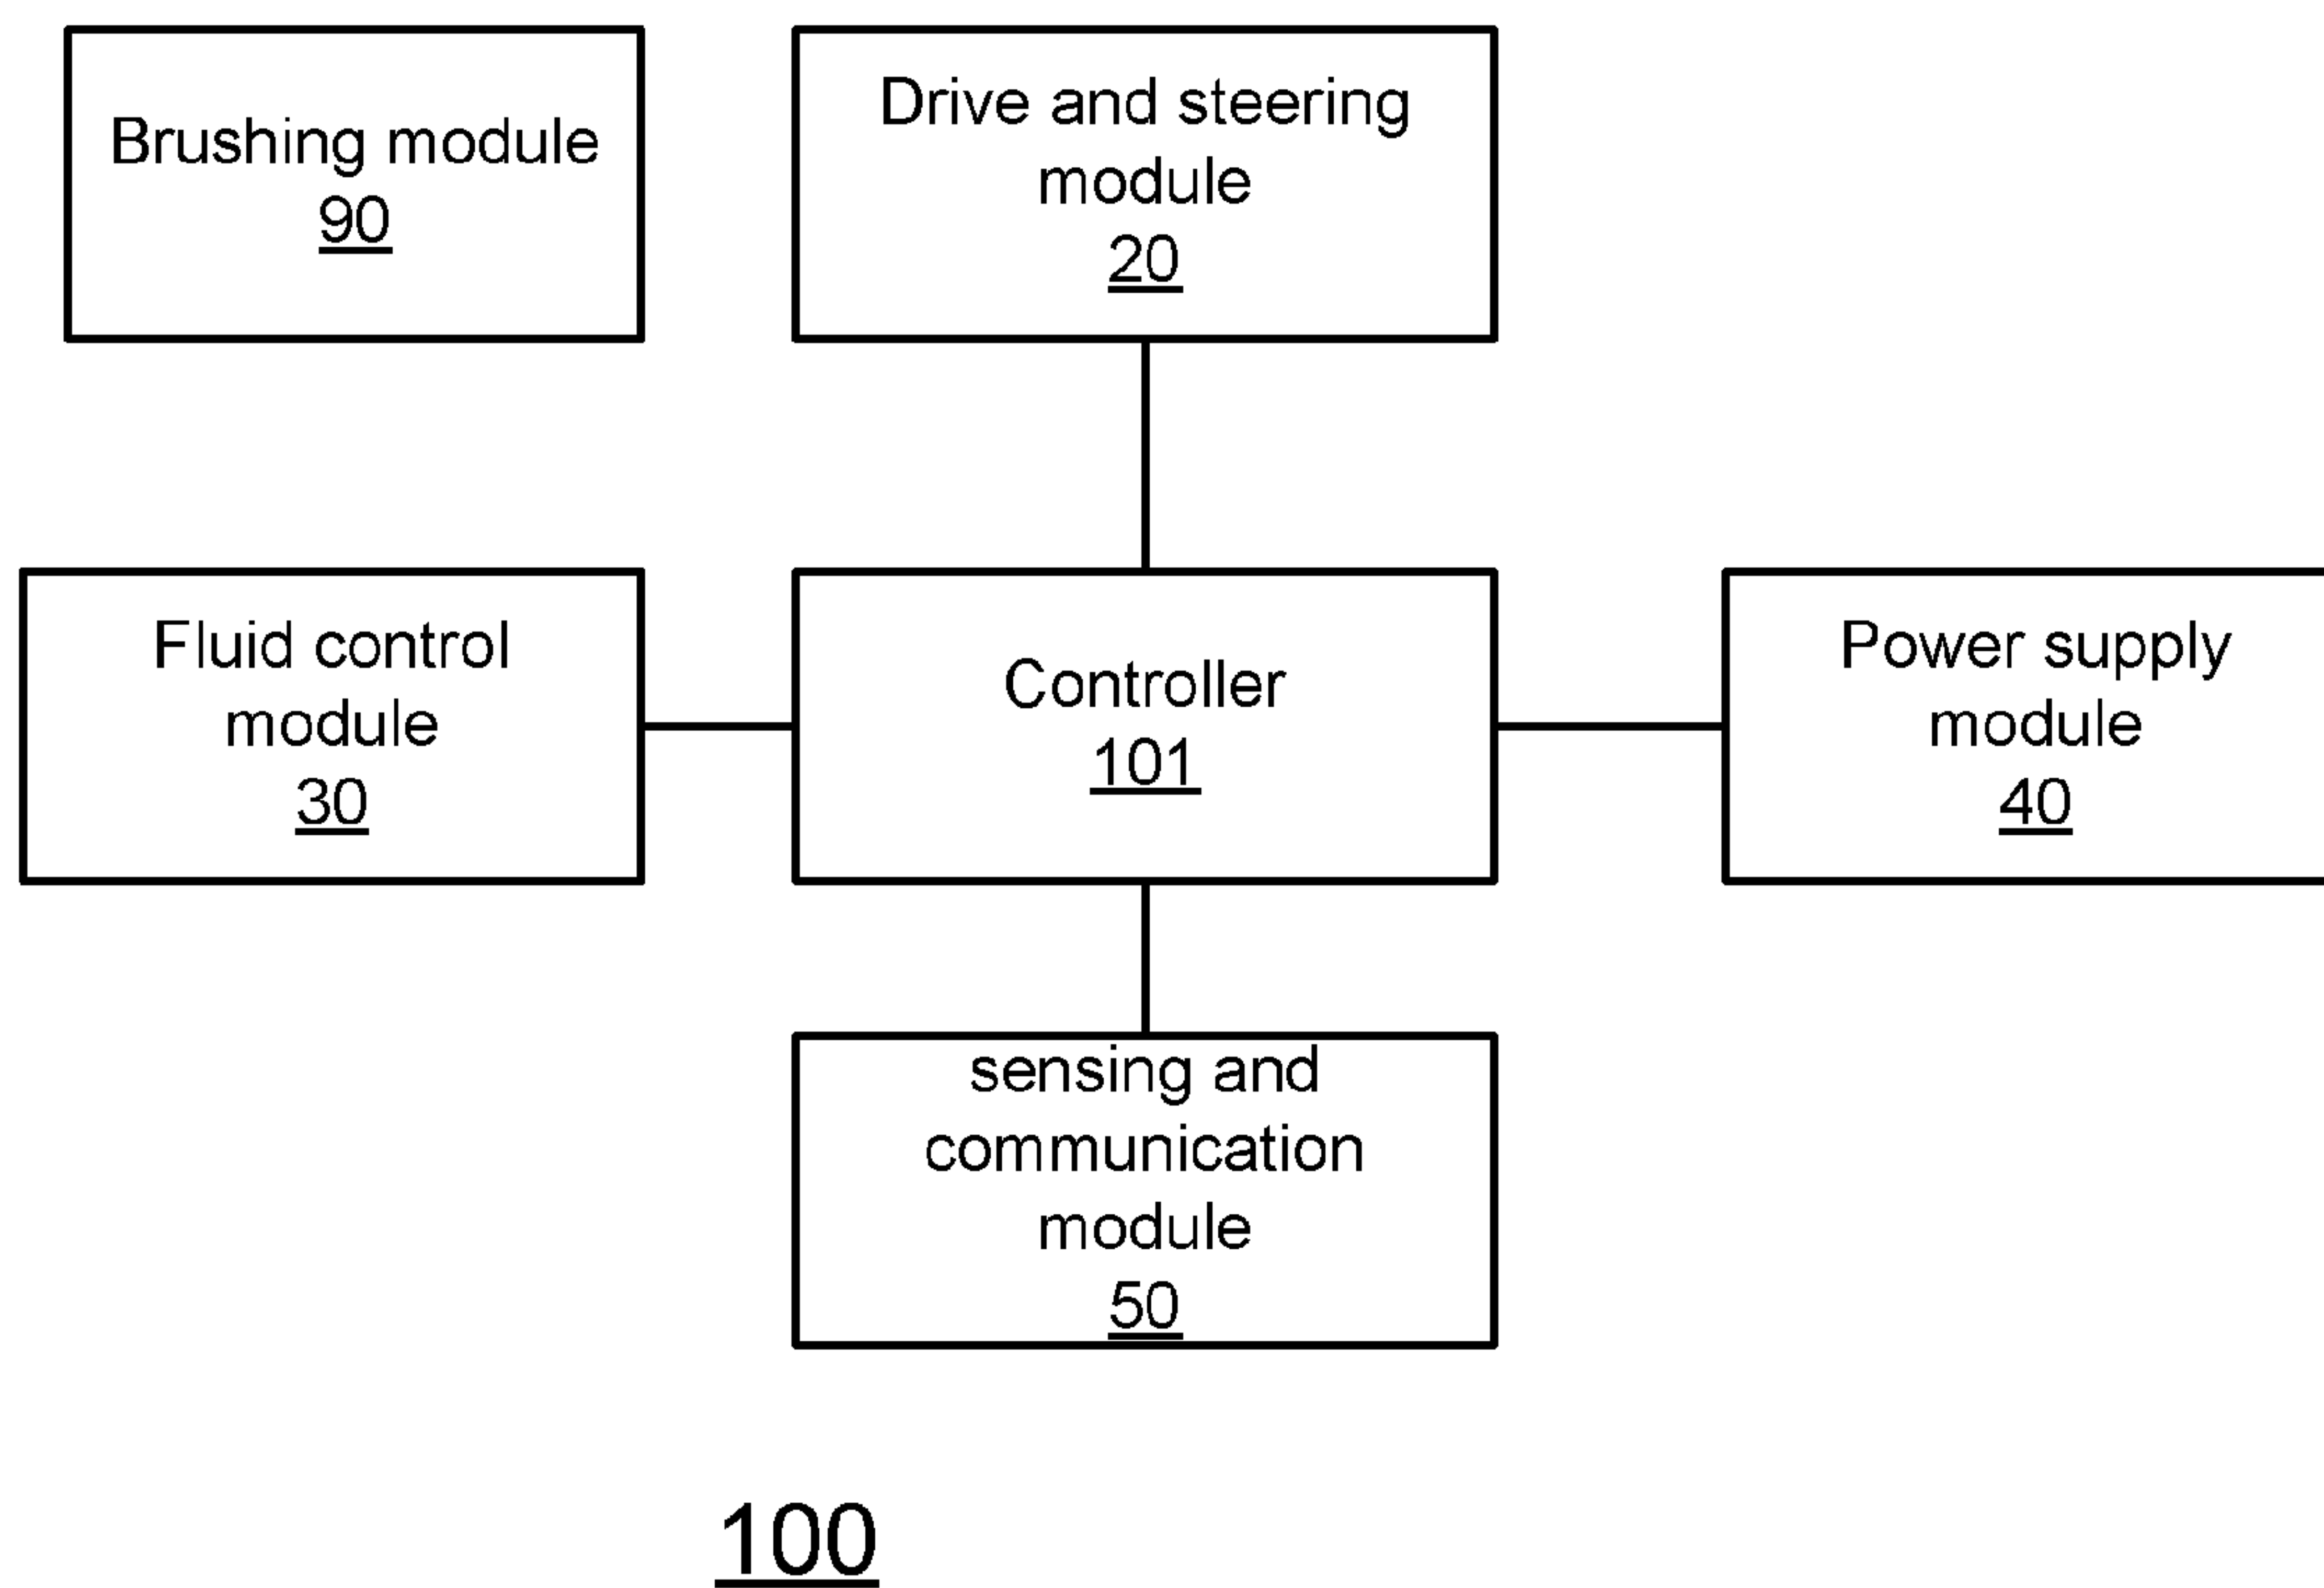 Brushing module
90
Drive and steering
module
20
Fluid control
module
30
Controller
101
Power supply
module
40
sensing and
communication
module
50
100